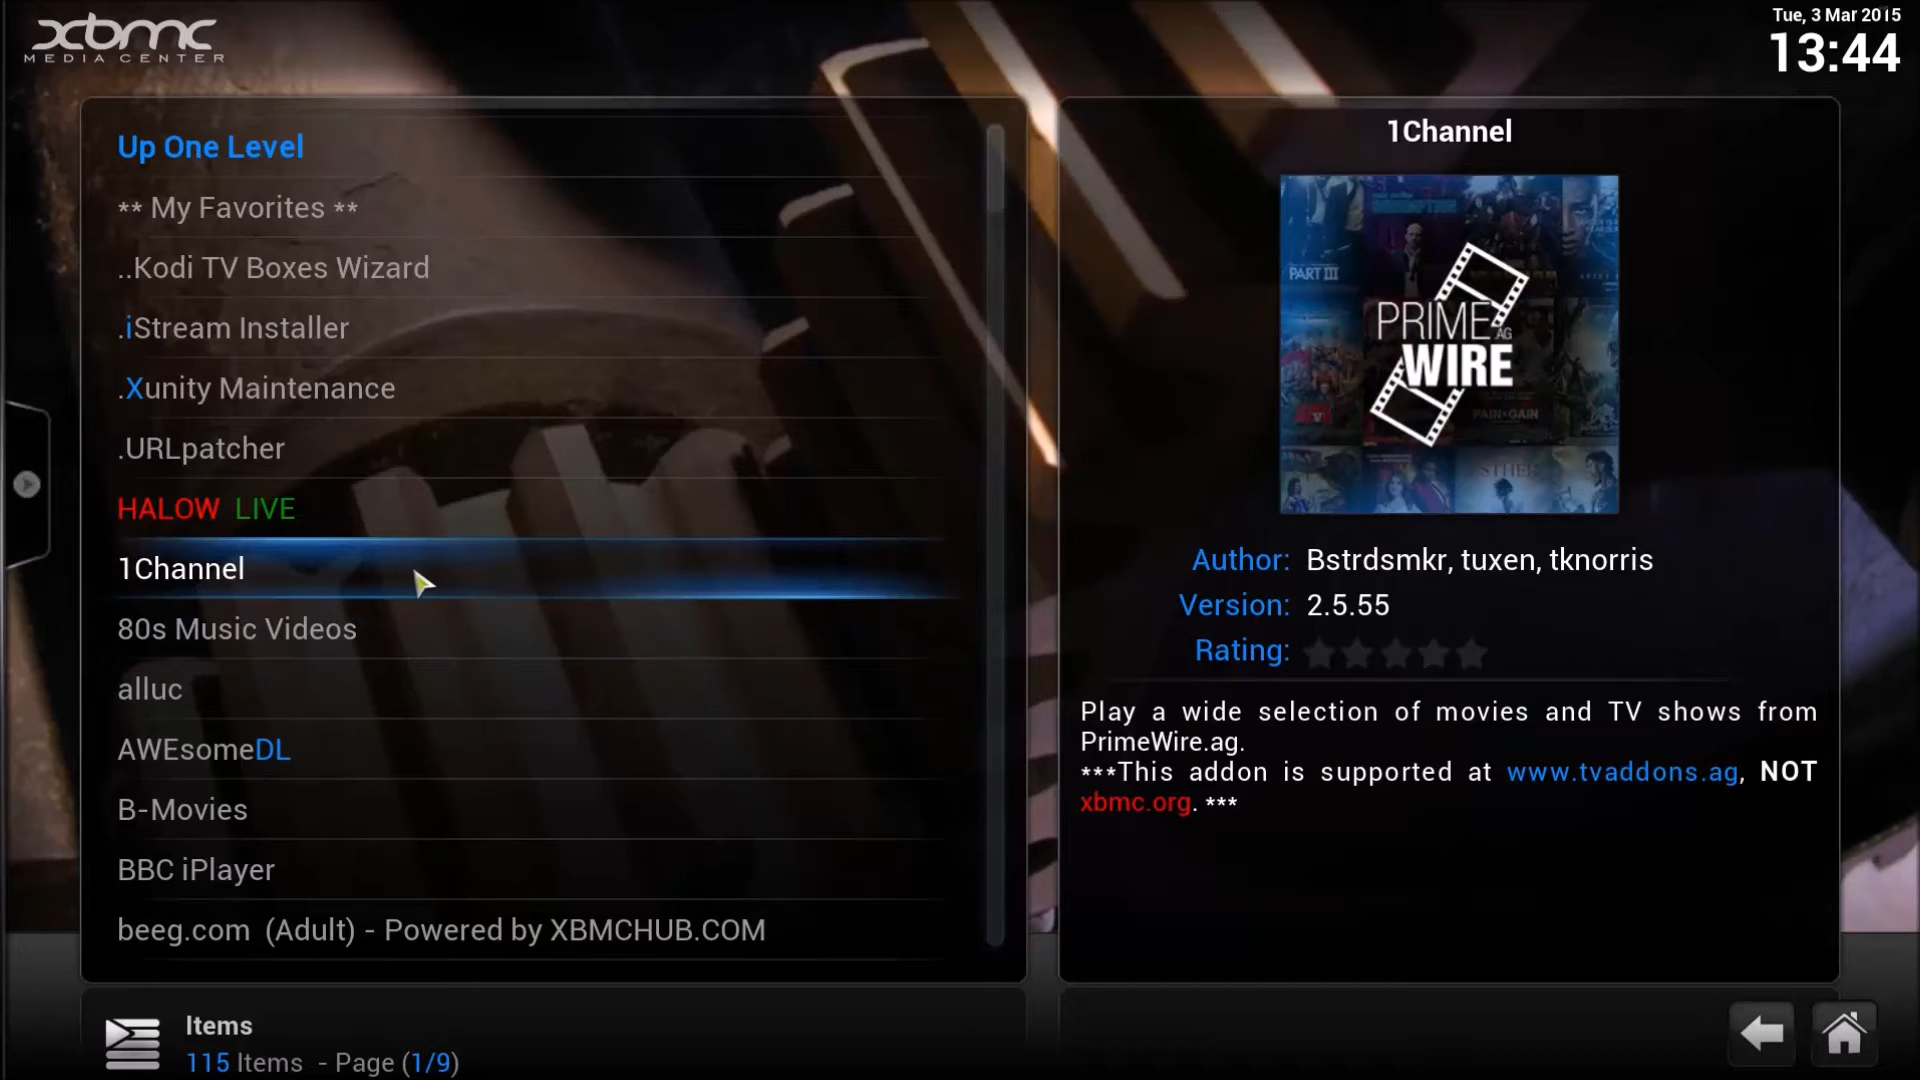 xbmc
MEDIA CENTER
Tue, 3 Mar 2015
13:44
Up One Level
** My Favorites **
..Kodi TV Boxes Wizard
.iStream Installer
.Xunity Maintenance
.URLpatcher
HALOW LIVE
1Channel
80s Music Videos
alluc
AWEsomeDL
B-Movies
BBC iPlayer
beeg.com (Adult) - Powered by XBMCHUB.COM
Items
115 Items - Page (1/9)
1Channel
PART III
PRIME
AG
WIRE
PAIN & GAIN
Author: Bstrdsmkr, tuxen, tknorris
Version: 2.5.55
Rating:
Play a wide selection of movies and TV shows from
PrimeWire.ag.
***This addon is supported at www.tvaddons.ag, NOT
xbmc.org. ***